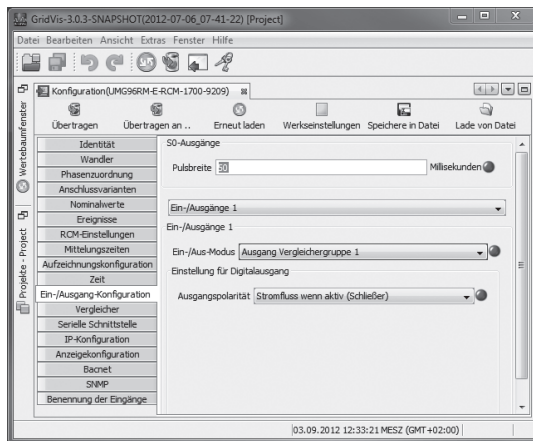 GridVis-3.0.3-SNAPSHOT(2012-07-06_07-41-22) [Project]
Datei Bearbeiten Ansicht Extras Fenster Hilfe
Konfiguration(UMG96RM-E-RCM-1700-9209)
Übertragen Übertragen an .. Erneut laden Werkseinstellungen Speichere in Datei Lade von Datei
Wertebaumfenster
Projekte - Project
Identität
Wandler
Phasenzuordnung
Anschlussvarianten
Nominalwerte
Ereignisse
RCM-Einstellungen
Mittelungszeiten
Aufzeichnungskonfiguration
Zeit
Ein-/Ausgang-Konfiguration
Vergleicher
Serielle Schnittstelle
IP-Konfiguration
Anzeigekonfiguration
Bacnet
SNMP
Benennung der Eingänge
S0-Ausgänge
Pulsbreite 50 Millisekunden
Ein-/Ausgänge 1
Ein-/Ausgänge 1
Ein-/Aus-Modus Ausgang Vergleichergruppe 1
Einstellung für Digitalausgang
Ausgangspolarität Stromfluss wenn aktiv (Schließer)
03.09.2012 12:33:21 MESZ (GMT+02:00)